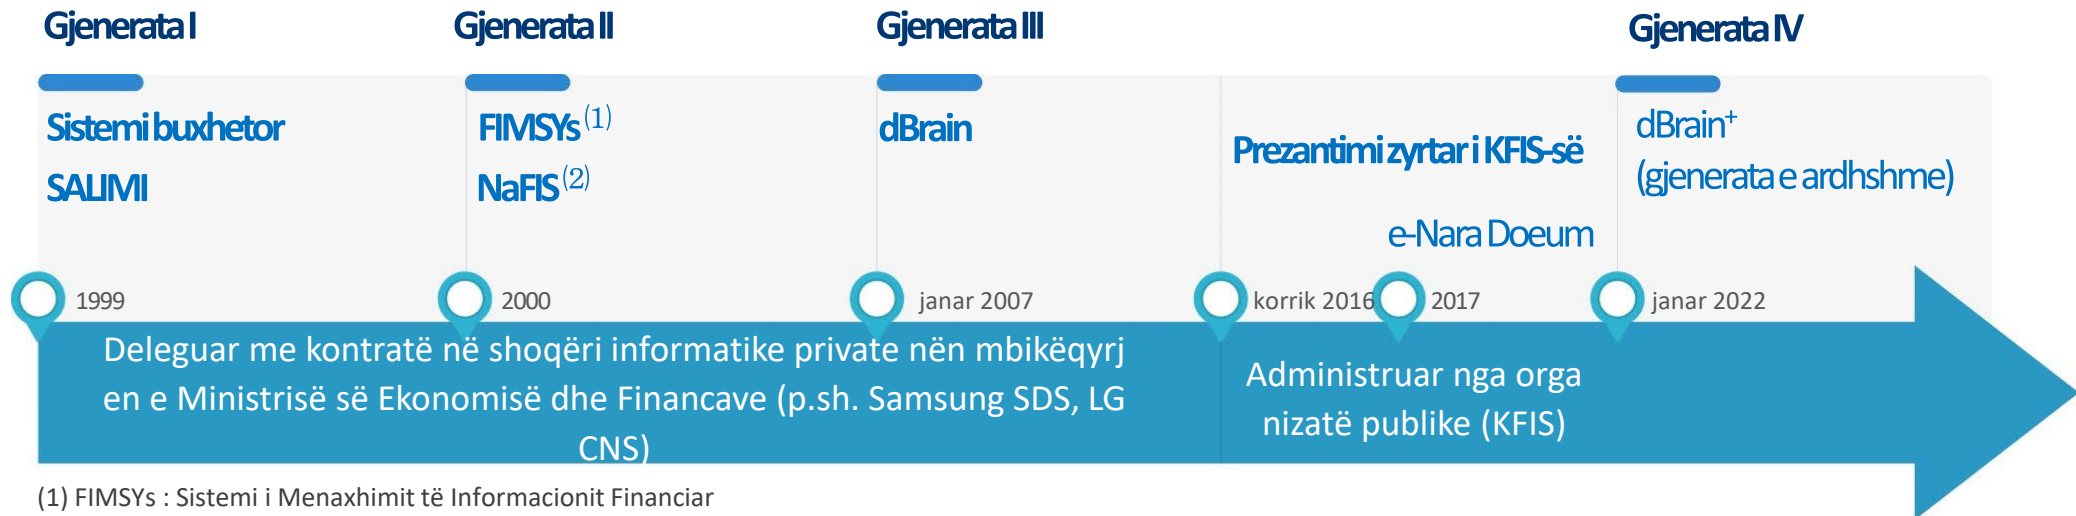 Gjenerata I
Gjenerata II
Gjenerata III
Gjenerata IV
Sistemi buxhetor
SALIMI
FIMSYs (1)
NaFIS (2)
dBrain
Prezantimi zyrtar i KFIS-së
e-Nara Doeum
dBrain+
(gjenerata e ardhshme)
1999
2000
janar 2007
korrik 2016
2017
janar 2022
Deleguar me kontratë në shoqëri informatike private nën mbikëqyrj
en e Ministrisë së Ekonomisë dhe Financave (p.sh. Samsung SDS, LG
CNS)
Administruar nga orga
nizatë publike (KFIS)
(1) FIMSYs : Sistemi i Menaxhimit të Informacionit Financiar